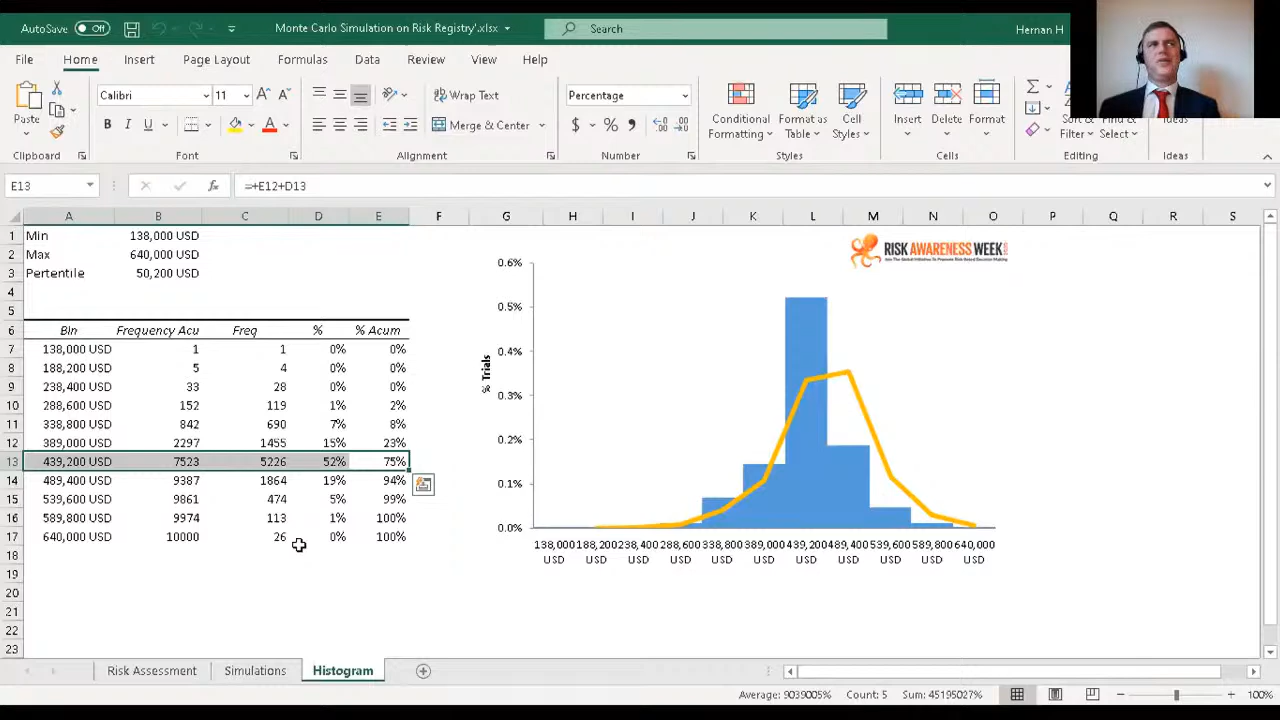 AutoSave Off Monte Carlo Simulation on Risk Registry'.xlsx Search Hernan H
File Home Insert Page Layout Formulas Data Review View Help
Calibri 11 Wrap Text Percentage
Paste B I U Merge & Center $ % Conditional Formatting Format as Table Cell Styles Insert Delete Format Sort & Filter Find & Select Ideas
Clipboard Font Alignment Number Styles Cells Editing Ideas
E13 fx =+E12+D13
A B C D E F G H I J K L M N O P Q R S
1 Min 138,000 USD
2 Max 640,000 USD
3 Pertentile 50,200 USD
4
5
6 Bin Frequency Acu Freq % % Acum
7 138,000 USD 1 1 0% 0%
8 188,200 USD 5 4 0% 0%
9 238,400 USD 33 28 0% 0%
10 288,600 USD 152 119 1% 2%
11 338,800 USD 842 690 7% 8%
12 389,000 USD 2297 1455 15% 23%
13 439,200 USD 7523 5226 52% 75%
14 489,400 USD 9387 1864 19% 94%
15 539,600 USD 9861 474 5% 99%
16 589,800 USD 9974 113 1% 100%
17 640,000 USD 10000 26 0% 100%
18
19
20
21
22
23
RISK AWARENESS WEEK
% Trials
0.6%
0.5%
0.4%
0.3%
0.2%
0.1%
0.0%
138,000 USD 188,200 USD 238,400 USD 288,600 USD 338,800 USD 389,000 USD 439,200 USD 489,400 USD 539,600 USD 589,800 USD 640,000 USD
Risk Assessment Simulations Histogram
Average: 9039005% Count: 5 Sum: 45195027% 100%